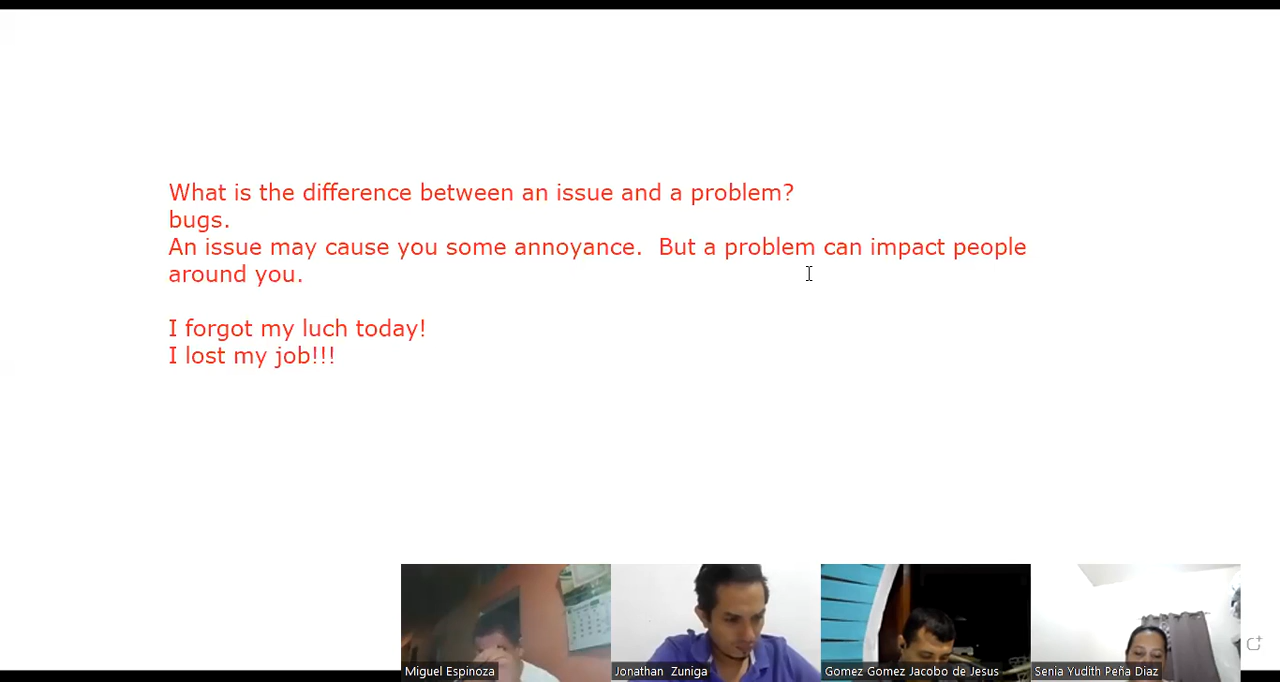 What is the difference between an issue and a problem?
bugs.
An issue may cause you some annoyance.  But a problem can impact people
around you.
I forgot my luch today!
I lost my job!!!
Miguel Espinoza
Jonathan  Zuniga
Gomez Gomez Jacobo de Jesus
Senia Yudith Peña Diaz